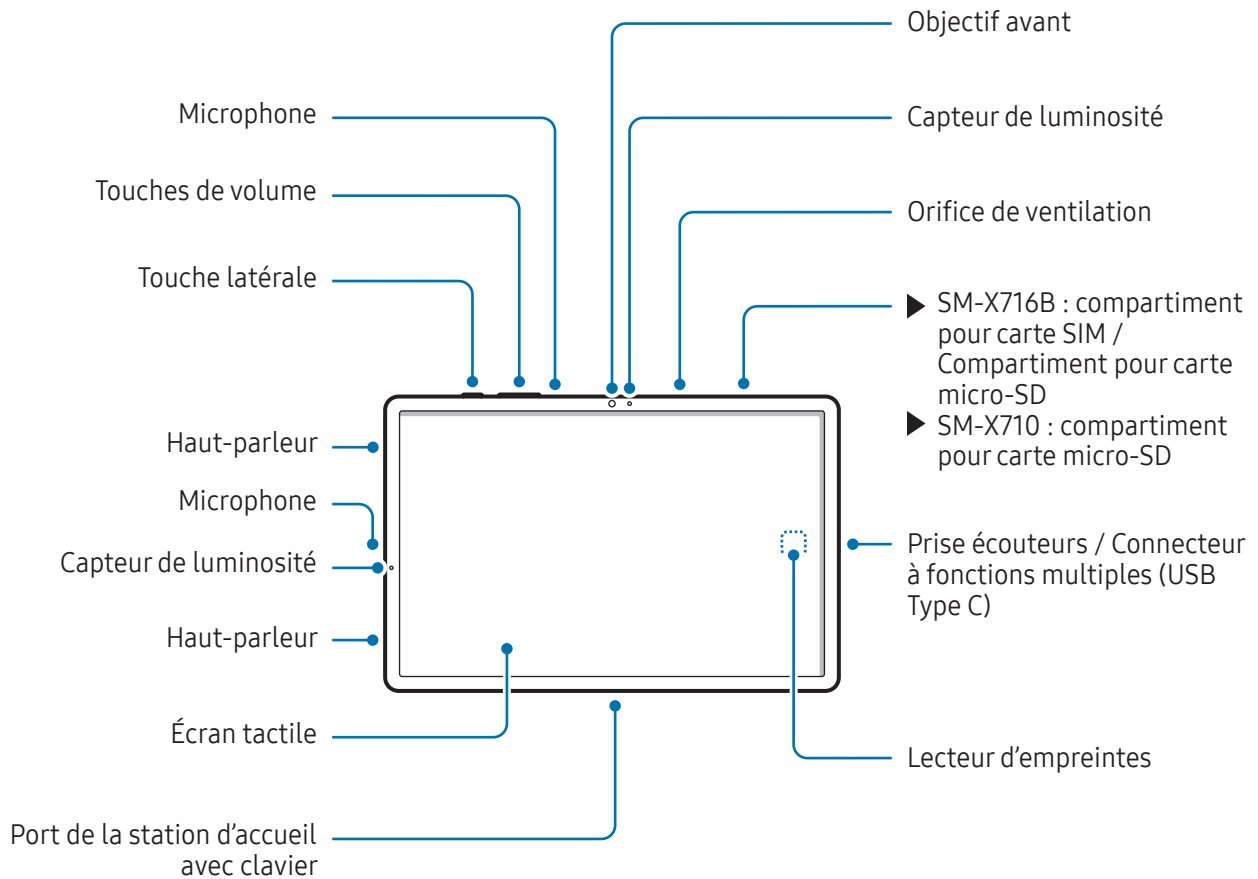 Objectif avant
Microphone
Capteur de luminosité
Touches de volume
Orifice de ventilation
Touche latérale
SM-X716B : compartiment
pour carte SIM /
Compartiment pour carte
micro-SD
SM-X710 : compartiment
pour carte micro-SD
Haut-parleur
Microphone
Capteur de luminosité
Prise écouteurs / Connecteur
à fonctions multiples (USB
Type C)
Haut-parleur
Écran tactile
Lecteur d’empreintes
Port de la station d’accueil
avec clavier